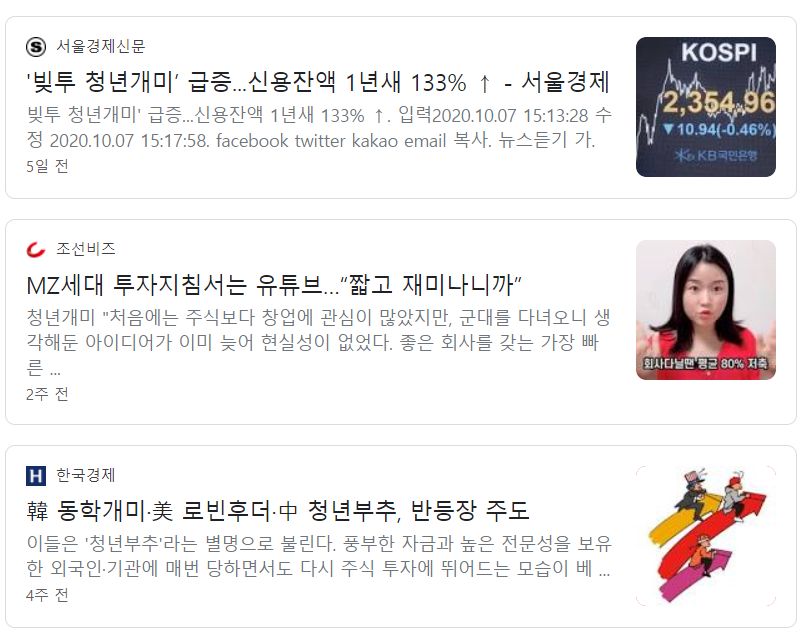 S 서울경제신문
'빚투 청년개미’ 급증...신용잔액 1년새 133% ↑ - 서울경제
빚투 청년개미' 급증...신용잔액 1년새 133% ↑. 입력2020.10.07 15:13:28 수
정 2020.10.07 15:17:58. facebook twitter kakao email 복사. 뉴스듣기 가.
5일 전
KOSPI
2,354.96
▼10.94(-0.46%)
KB국민은행
조선비즈
MZ세대 투자지침서는 유튜브...“짧고 재미나니까”
청년개미 "처음에는 주식보다 창업에 관심이 많았지만, 군대를 다녀오니 생
각해둔 아이디어가 이미 늦어 현실성이 없었다. 좋은 회사를 갖는 가장 빠
른 ...
2주 전
회사다닐땐 평균 80% 저축
H 한국경제
韓 동학개미·美 로빈후더·中 청년부추, 반등장 주도
이들은 '청년부추'라는 별명으로 불린다. 풍부한 자금과 높은 전문성을 보유
한 외국인·기관에 매번 당하면서도 다시 주식 투자에 뛰어드는 모습이 베 ...
4주 전